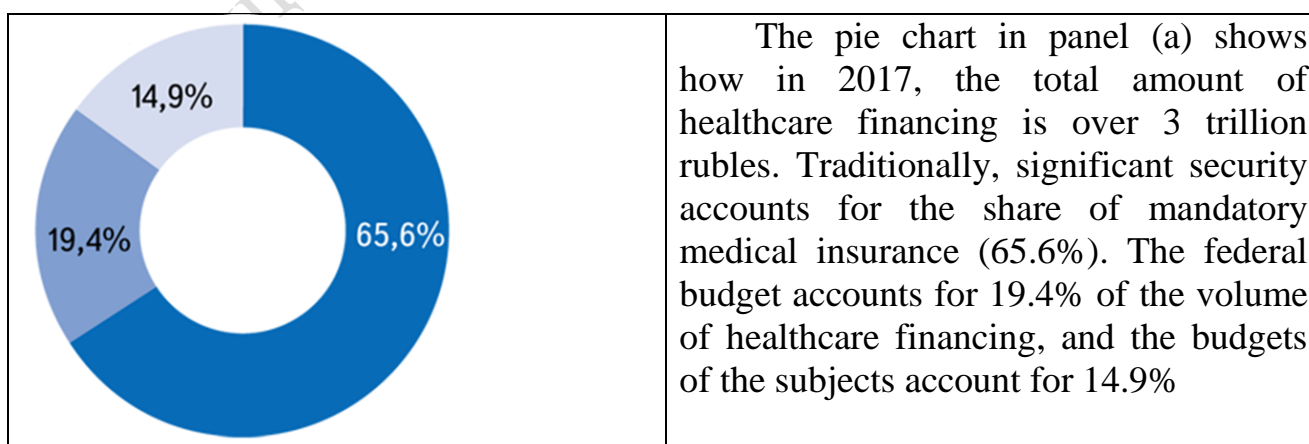 14,9%
19,4%
65,6%
The pie chart in panel (a) shows
how in 2017, the total amount of
healthcare financing is over 3 trillion
rubles. Traditionally, significant security
accounts for the share of mandatory
medical insurance (65.6%). The federal
budget accounts for 19.4% of the volume
of healthcare financing, and the budgets
of the subjects account for 14.9%